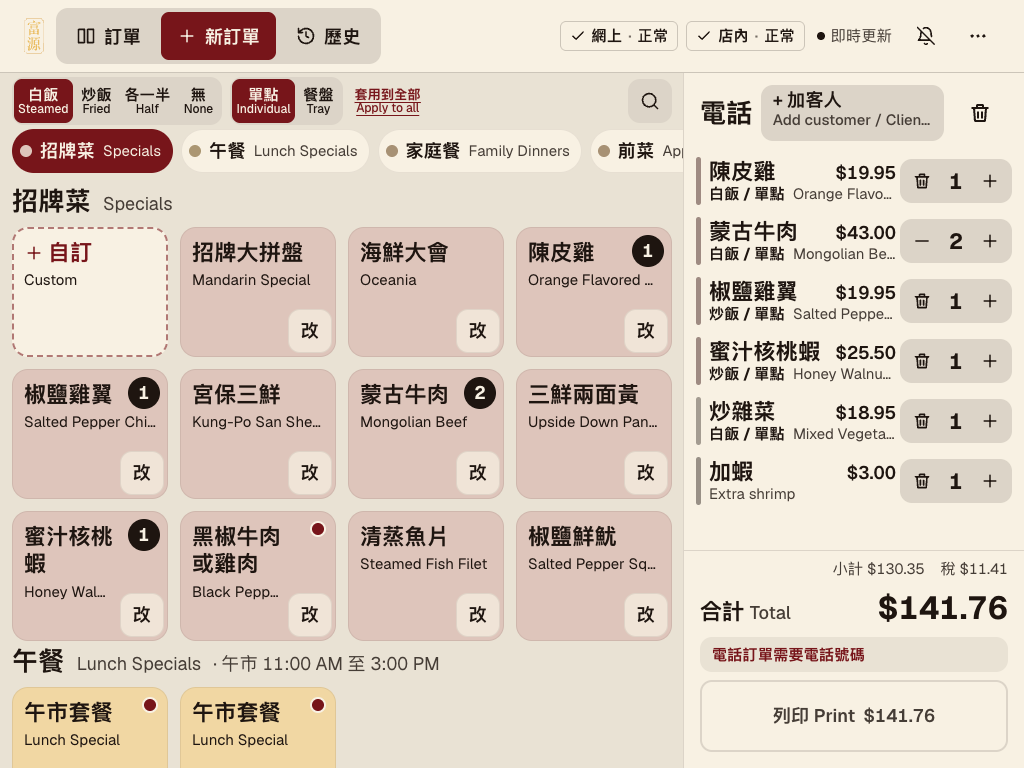 富源
訂單
新訂單
歷史
網上 · 正常
店內 · 正常
即時更新
白飯
Steamed
炒飯
Fried
各一半
Half
無
None
單點
Individual
餐盤
Tray
套用到全部
Apply to all
招牌菜 Specials
午餐 Lunch Specials
家庭餐 Family Dinners
前菜 Ap
招牌菜 Specials
+ 自訂
Custom
招牌大拼盤
Mandarin Special
改
海鮮大會
Oceania
改
陳皮雞 1
Orange Flavored ...
改
椒鹽雞翼 1
Salted Pepper Chi...
改
宮保三鮮
Kung-Po San She...
改
蒙古牛肉 2
Mongolian Beef
改
三鮮兩面黃
Upside Down Pan...
改
蜜汁核桃蝦 1
Honey Wal...
改
黑椒牛肉或雞肉
Black Pepp...
改
清蒸魚片
Steamed Fish Filet
改
椒鹽鮮魷
Salted Pepper Sq...
改
午餐 Lunch Specials · 午市 11:00 AM 至 3:00 PM
午市套餐
Lunch Special
午市套餐
Lunch Special
電話
+ 加客人
Add customer / Clien...
陳皮雞 $19.95
白飯 / 單點 Orange Flavo...
1
蒙古牛肉 $43.00
白飯 / 單點 Mongolian Be...
2
椒鹽雞翼 $19.95
炒飯 / 單點 Salted Peppe...
1
蜜汁核桃蝦 $25.50
炒飯 / 單點 Honey Walnu...
1
炒雜菜 $18.95
白飯 / 單點 Mixed Vegeta...
1
加蝦 $3.00
Extra shrimp
1
小計 $130.35 稅 $11.41
合計 Total $141.76
電話訂單需要電話號碼
列印 Print $141.76